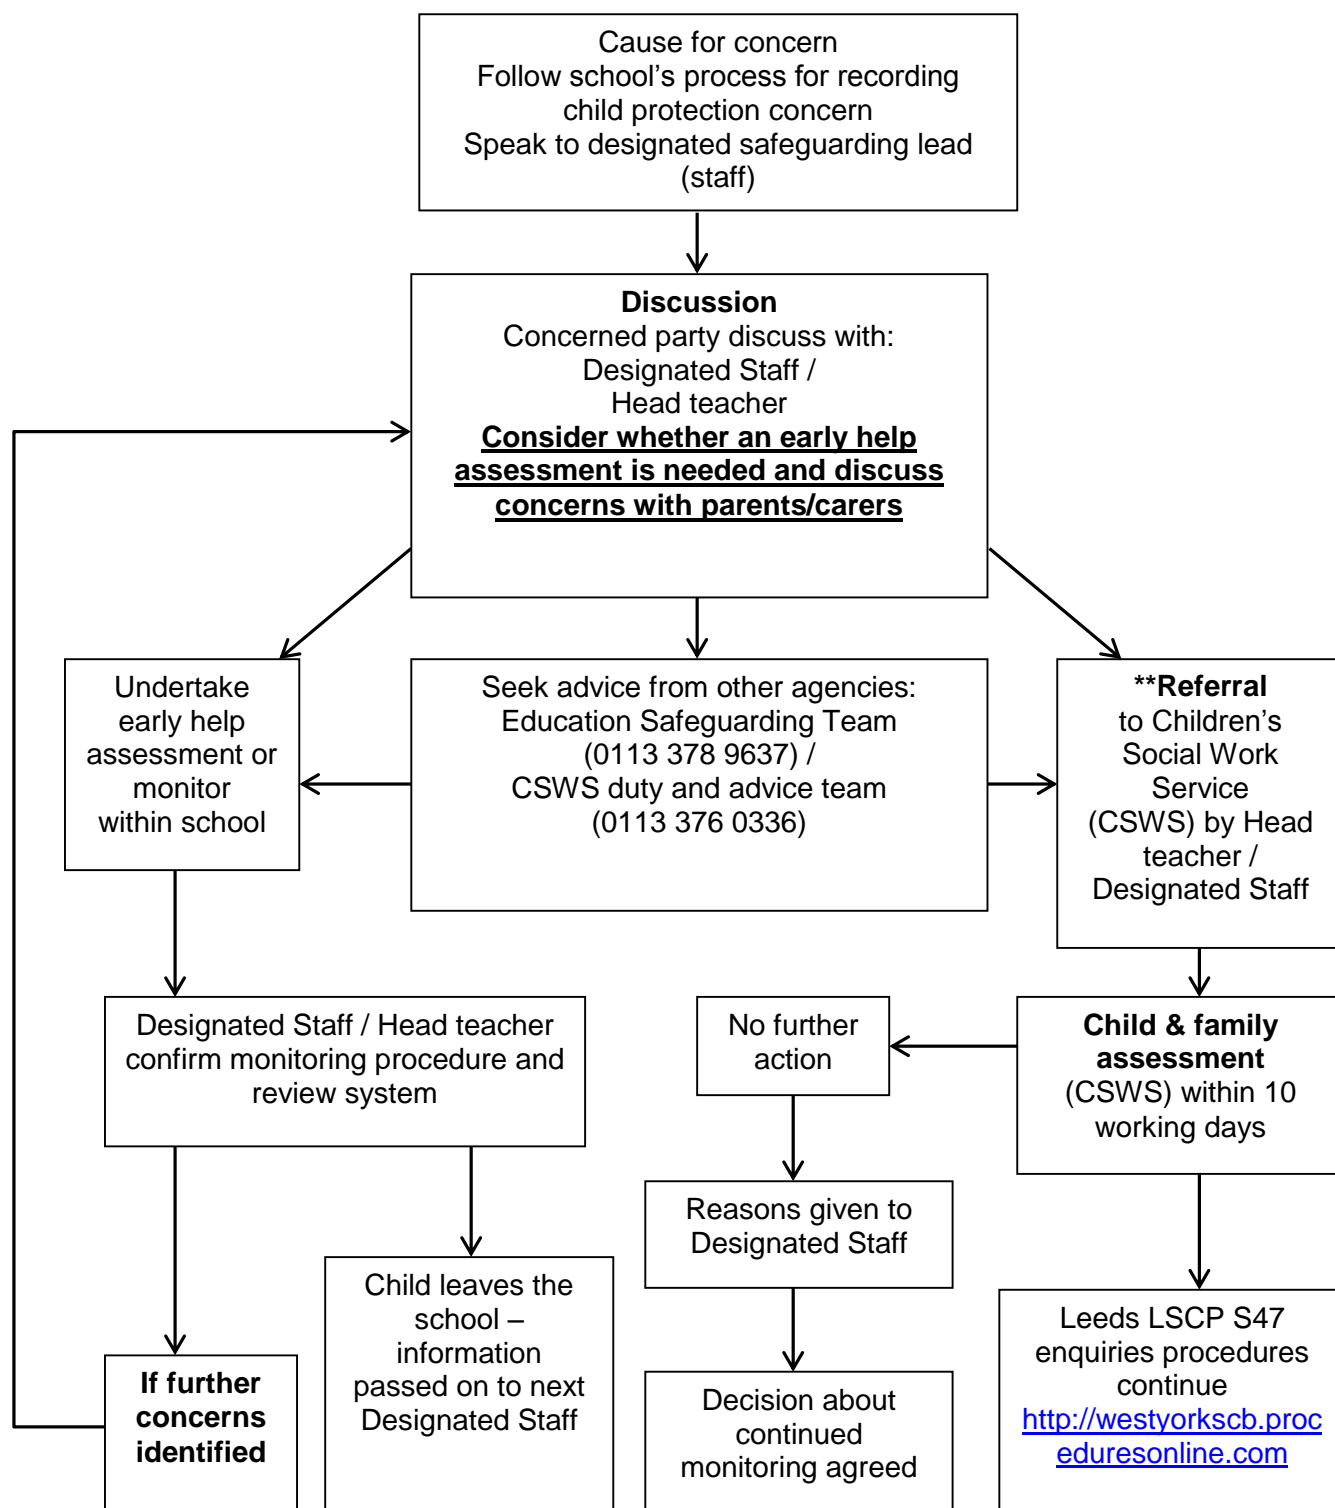 Cause for concern
Follow school’s process for recording
child protection concern
Speak to designated safeguarding lead
(staff)
Discussion
Concerned party discuss with:
Designated Staff /
Head teacher
Consider whether an early help
assessment is needed and discuss
concerns with parents/carers
Undertake
early help
assessment or
monitor
within school
Seek advice from other agencies:
Education Safeguarding Team
(0113 378 9637) /
CSWS duty and advice team
(0113 376 0336)
**Referral
to Children’s
Social Work
Service
(CSWS) by Head
teacher /
Designated Staff
Designated Staff / Head teacher
confirm monitoring procedure and
review system
No further
action
Child & family
assessment
(CSWS) within 10
working days
Reasons given to
Designated Staff
If further
concerns
identified
Child leaves the
school –
information
passed on to next
Designated Staff
Decision about
continued
monitoring agreed
Leeds LSCP S47
enquiries procedures
continue
http://westyorkscb.proc
eduresonline.com